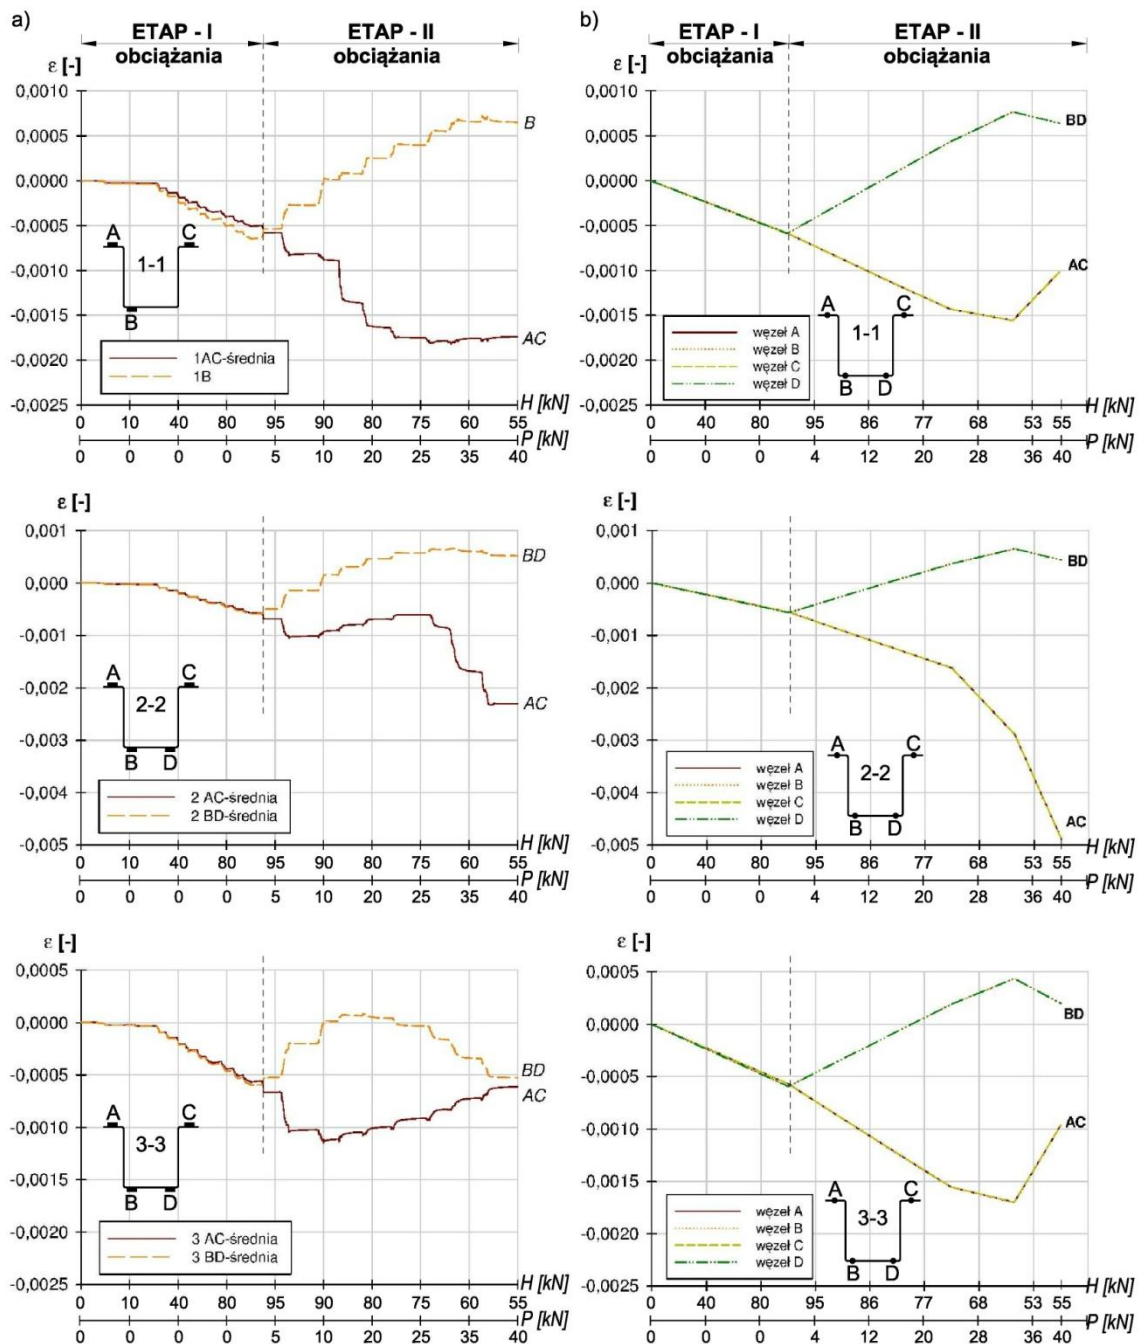 a)
ETAP - I
obciążania
ETAP - II
obciążania
ε [-]
0,0010
0,0005
0,0000
-0,0005
-0,0010
-0,0015
-0,0020
-0,0025
B
AC
A
C
1-1
B
1AC-średnia
1B
0 10 40 80 95 90 80 75 60 55
H [kN]
0 0 0 0 5 10 20 25 35 40
P [kN]
ε [-]
0,001
0,000
-0,001
-0,002
-0,003
-0,004
-0,005
BD
AC
A
C
2-2
B
D
2 AC-średnia
2 BD-średnia
0 10 40 80 95 90 80 75 60 55
H [kN]
0 0 0 0 5 10 20 25 35 40
P [kN]
ε [-]
0,0005
0,0000
-0,0005
-0,0010
-0,0015
-0,0020
-0,0025
BD
AC
A
C
3-3
B
D
3 AC-średnia
3 BD-średnia
0 10 40 80 95 90 80 75 60 55
H [kN]
0 0 0 0 5 10 20 25 35 40
P [kN]
b)
ETAP - I
obciążania
ETAP - II
obciążania
ε [-]
0,0010
0,0005
0,0000
-0,0005
-0,0010
-0,0015
-0,0020
-0,0025
BD
AC
węzeł A
węzeł B
węzeł C
węzeł D
A
C
1-1
B
D
0 40 80 95 86 77 68 53 55
H [kN]
0 0 0 4 12 16 32 36 40
P [kN]
ε [-]
0,001
0,000
-0,001
-0,002
-0,003
-0,004
-0,005
BD
AC
węzeł A
węzeł B
węzeł C
węzeł D
A
C
2-2
B
D
0 40 80 95 86 77 68 53 55
H [kN]
0 0 0 4 12 16 28 36 40
P [kN]
ε [-]
0,0005
0,0000
-0,0005
-0,0010
-0,0015
-0,0020
-0.0025
BD
AC
węzeł A
węzeł B
węzeł C
węzeł D
A
C
3-3
B
D
0 40 80 95 86 77 68 53 55
H [kN]
0 0 0 4 12 16 32 36 40
P [kN]